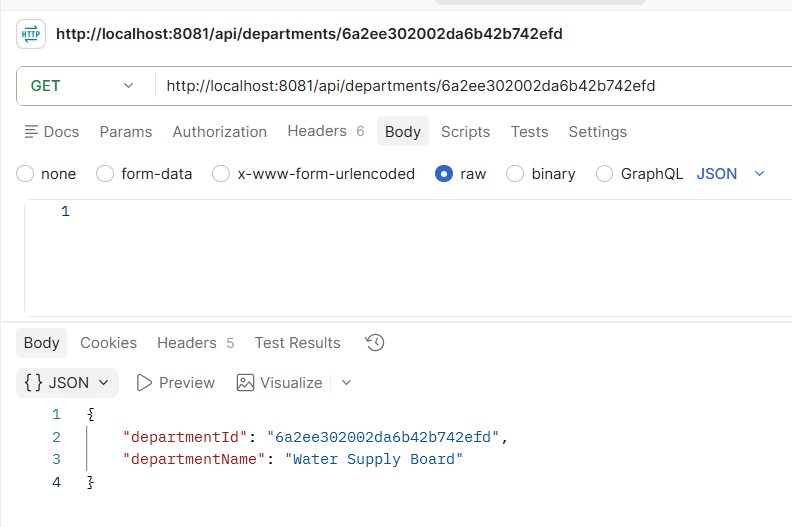 HTTP http://localhost:8081/api/departments/6a2ee302002da6b42b742efd
GET http://localhost:8081/api/departments/6a2ee302002da6b42b742efd
Docs Params Authorization Headers 6 Body Scripts Tests Settings
none form-data x-www-form-urlencoded raw binary GraphQL JSON
1
Body Cookies Headers 5 Test Results
{} JSON Preview Visualize
1 {
2 "departmentId": "6a2ee302002da6b42b742efd",
3 "departmentName": "Water Supply Board"
4 }